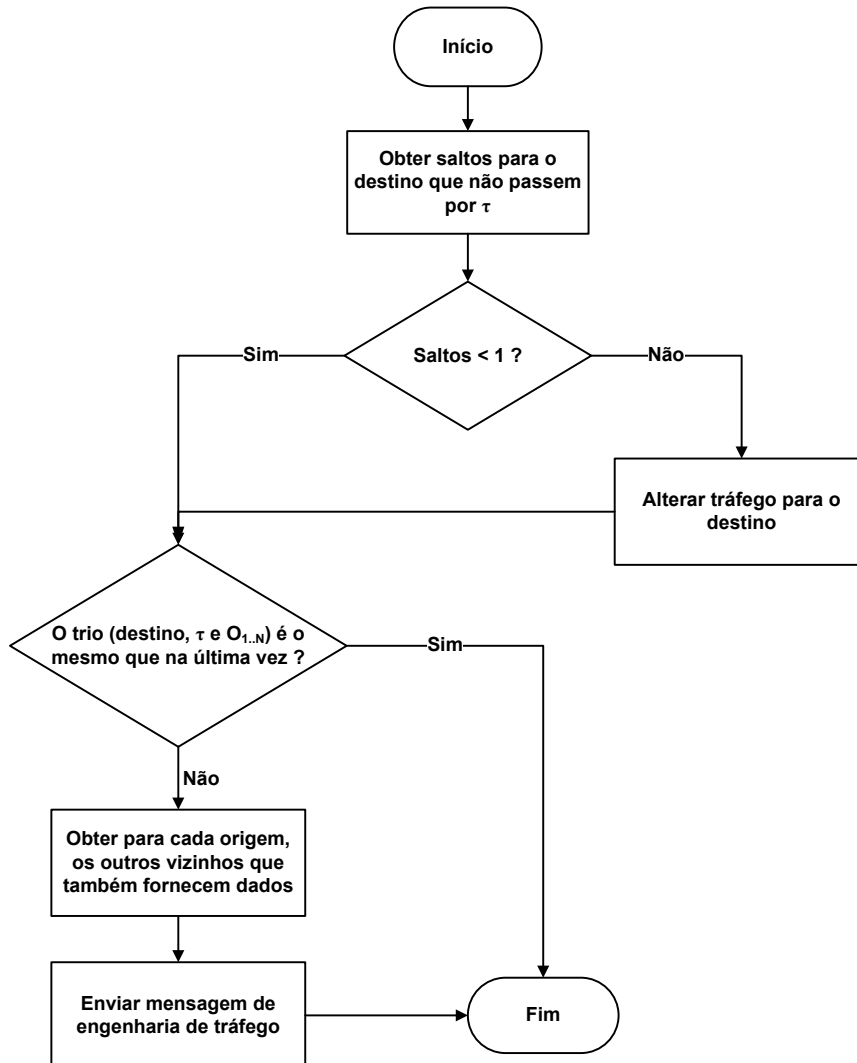 Início
Obter saltos para o
destino que não passem
por τ
Saltos < 1 ?
Sim
Não
Alterar tráfego para o
destino
O trio (destino, τ e O1..N) é o
mesmo que na última vez ?
Sim
Não
Obter para cada origem,
os outros vizinhos que
também fornecem dados
Enviar mensagem de
engenharia de tráfego
Fim